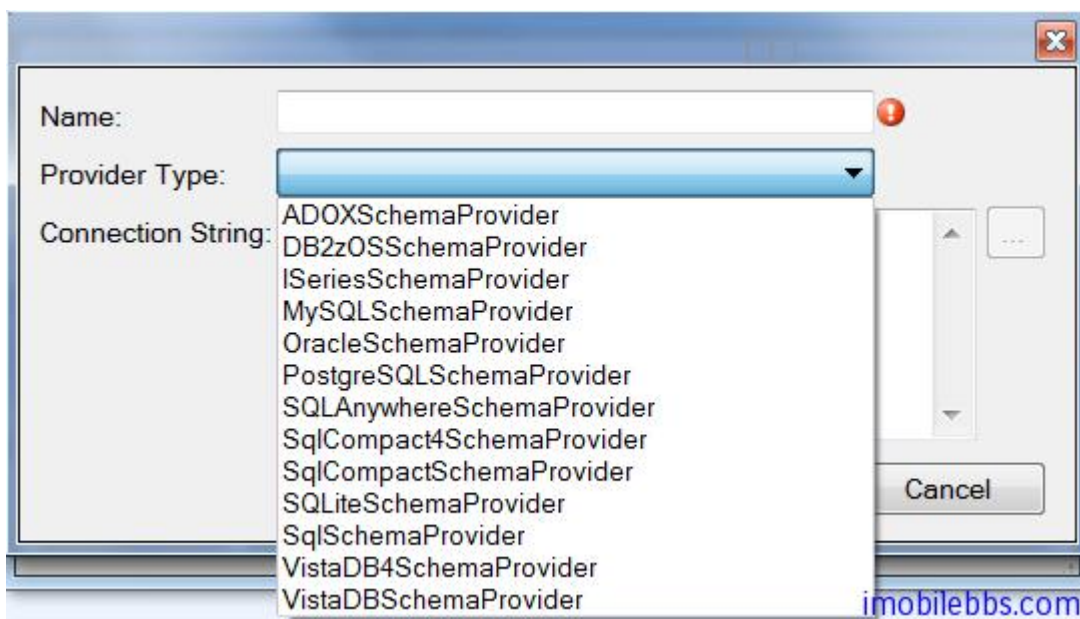 Name:
Provider Type:
Connection String:
...
ADOXSchemaProvider
DB2zOSSchemaProvider
ISeriesSchemaProvider
MySQLSchemaProvider
OracleSchemaProvider
PostgreSQLSchemaProvider
SQLAnywhereSchemaProvider
SqlCompact4SchemaProvider
SqlCompactSchemaProvider
SQLiteSchemaProvider
SqlSchemaProvider
VistaDB4SchemaProvider
VistaDBSchemaProvider
Cancel
imobilebbs.com